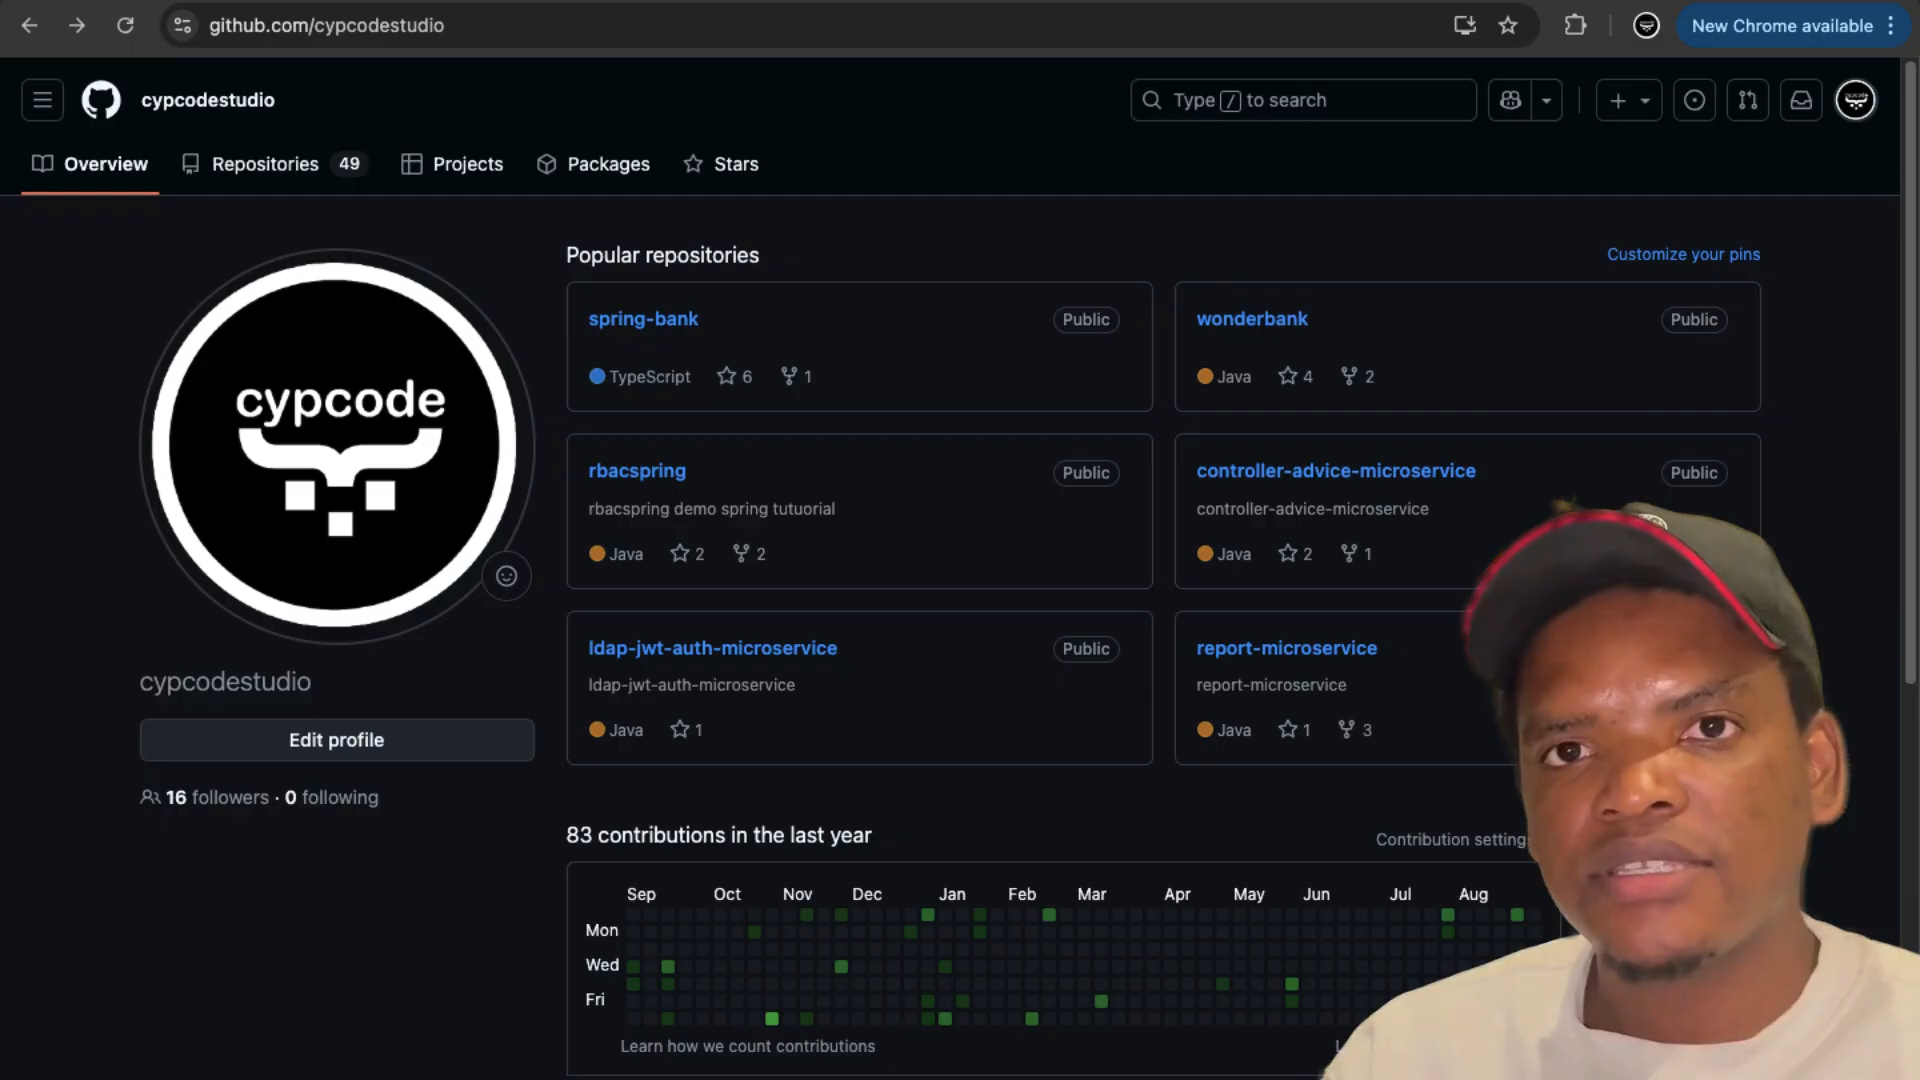 github.com/cypcodestudio
New Chrome available
cypcodestudio
Type / to search
Overview
Repositories 49
Projects
Packages
Stars
cypcode
cypcodestudio
Edit profile
16 followers · 0 following
Popular repositories
Customize your pins
spring-bank
Public
TypeScript 6 1
wonderbank
Public
Java 4 2
rbacspring
Public
rbacspring demo spring tutuorial
Java 2 2
controller-advice-microservice
Public
controller-advice-microservice
Java 2 1
ldap-jwt-auth-microservice
Public
ldap-jwt-auth-microservice
Java 1
report-microservice
report-microservice
Java 1 3
83 contributions in the last year
Contribution setting
Sep Oct Nov Dec Jan Feb Mar Apr May Jun Jul Aug
Mon
Wed
Fri
Learn how we count contributions